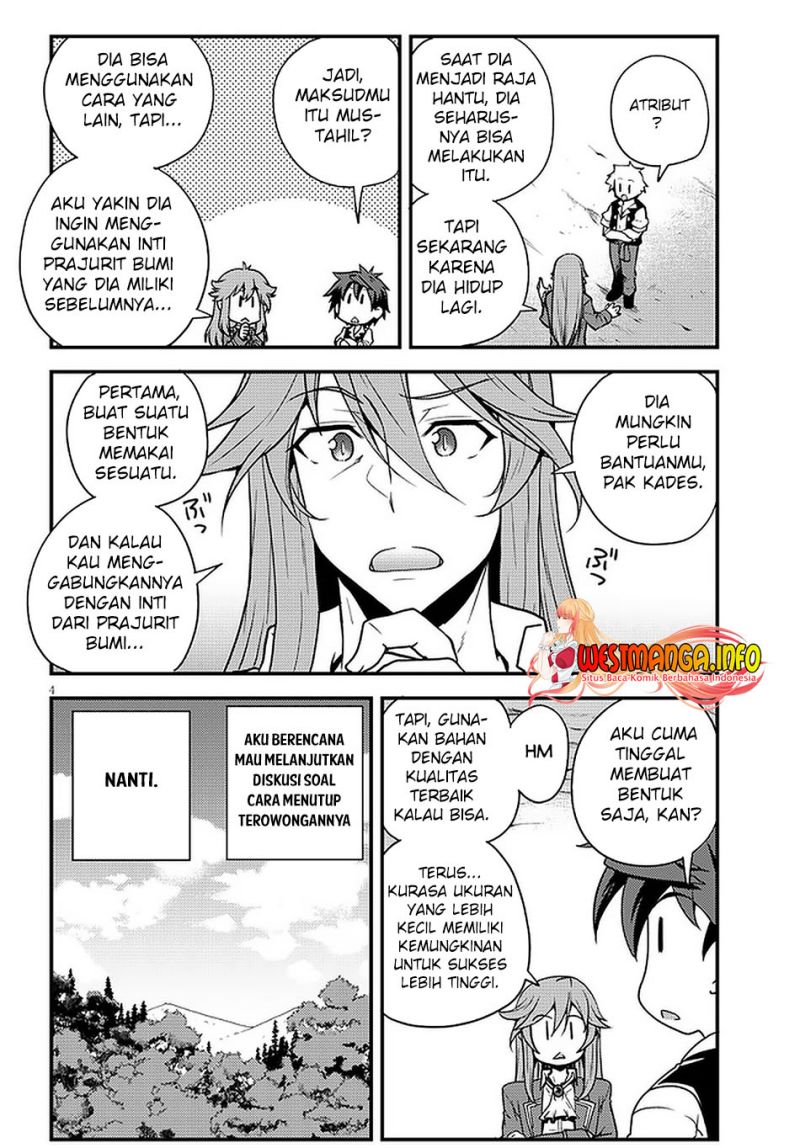 ATRIBUT
?
SAAT DIA
MENJADI RAJA
HANTU, DIA
SEHARUS-
NYA BISA
MELAKUKAN
ITU.
TAPI
SEKARANG
KARENA
DIA HIDUP
LAGI.
JADI,
MAKSUDMU
ITU MUS-
TAHIL?
DIA BISA
MENGGUNAKAN
CARA YANG
LAIN, TAPI...
AKU YAKIN DIA
INGIN MENG-
GUNAKAN INTI
PRAJURIT BUMI
YANG DIA MILIKI
SEBELUMNYA...
DIA
MUNGKIN
PERLU
BANTUANMU,
PAK KADES.
ぶっ
PERTAMA,
BUAT SUATU
BENTUK
MEMAKAI
SESUATU.
ぶっ
DAN KALAU
KAU MENG-
GABUNGKANNYA
DENGAN INTI
DARI PRAJURIT
BUMI...
WESTMANGA.INFO
Situs Baca Komik Berbahasa Indonesia
4
AKU CUMA
TINGGAL
MEMBUAT
BENTUK
SAJA, KAN?
HM
TAPI, GUNA-
KAN BAHAN
DENGAN
KUALITAS
TERBAIK
KALAU BISA.
TERUS...
KURASA UKURAN
YANG LEBIH
KECIL MEMILIKI
KEMUNGKINAN
UNTUK SUKSES
LEBIH TINGGI.
AKU BERENCANA
MAU MELANJUTKAN
DISKUSI SOAL
CARA MENUTUP
TEROWONGANNYA
NANTI.